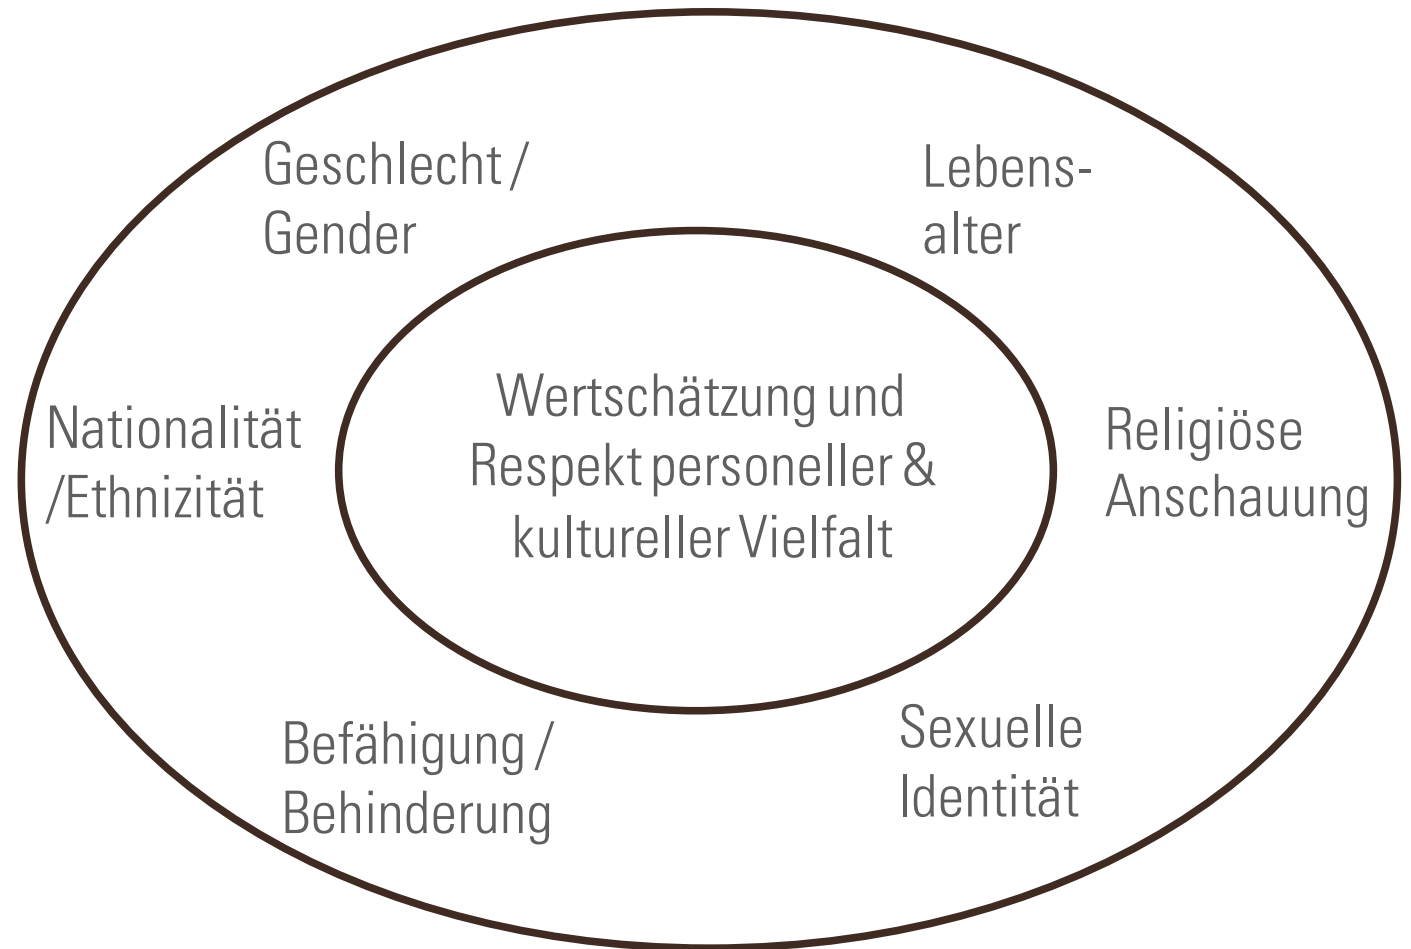 Geschlecht /
Gender
Lebens-
alter
Wertschätzung und
Respekt personeller &
kultureller Vielfalt
Nationalität
/Ethnizität
Religiöse
Anschauung
Befähigung /
Behinderung
Sexuelle
Identität